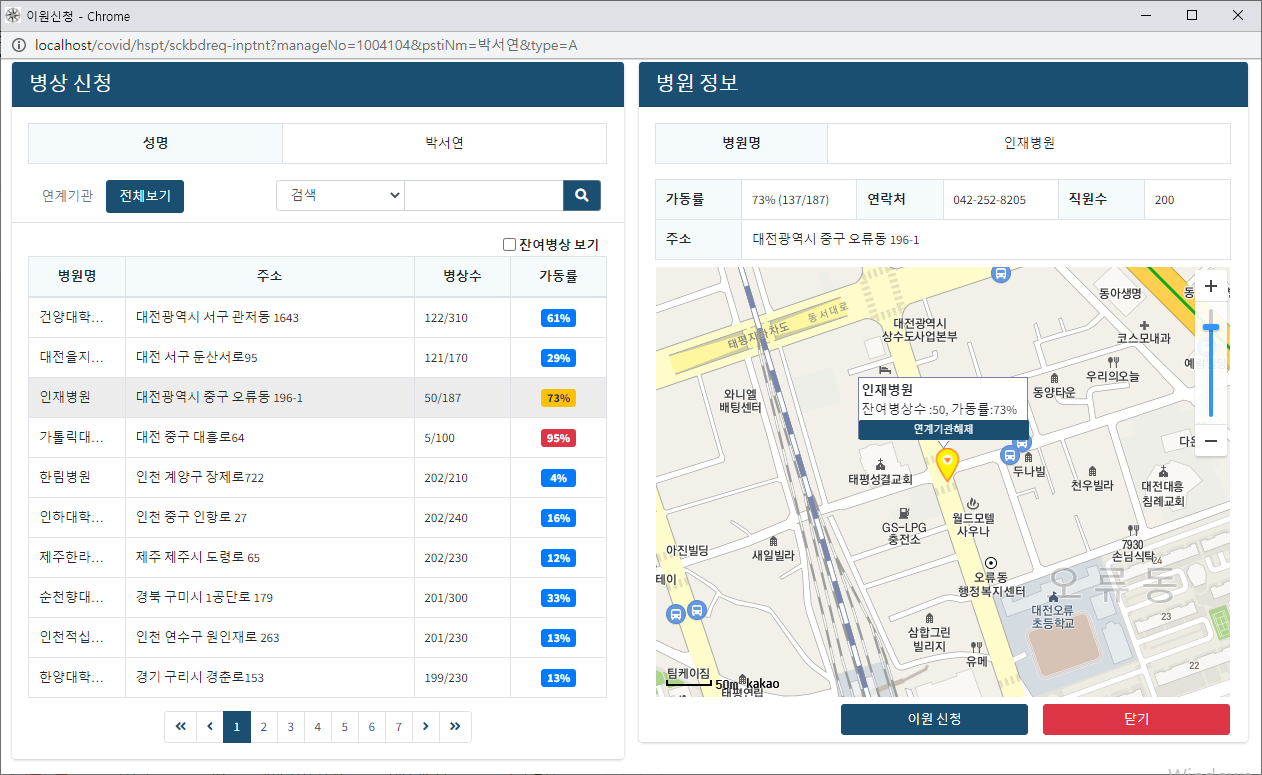 이원신청 - Chrome
localhost/covid/hspt/sckbdreq-inptnt?manageNo=1004104&pstiNm=박서연&type=A
병상 신청
성명 박서연
연계기관 전체보기 검색
잔여병상 보기
병원명 주소 병상수 가동률
건양대학... 대전광역시 서구 관저동 1643 122/310 61%
대전을지... 대전 서구 둔산서로95 121/170 29%
인재병원 대전광역시 중구 오류동 196-1 50/187 73%
가톨릭대... 대전 중구 대흥로64 5/100 95%
한림병원 인천 계양구 장제로722 202/210 4%
인하대학... 인천 중구 인항로 27 202/240 16%
제주한라... 제주 제주시 도령로 65 202/230 12%
순천향대... 경북 구미시 1공단로 179 201/300 33%
인천적십... 인천 연수구 원인재로 263 201/230 13%
한양대학... 경기 구리시 경춘로153 199/230 13%
1 2 3 4 5 6 7
병원 정보
병원명 인재병원
가동률 73% (137/187) 연락처 042-252-8205 직원수 200
주소 대전광역시 중구 오류동 196-1
동아생명
동서대로
태평지하차도
대전광역시
상수도사업본부
코스모내과
우리의오늘
동양타운
와니엘
배팅센터
인재병원
잔여병상수 :50, 가동률:73%
연계기관해제
태평성결교회
두나빌
천우빌라
대전대흥
침례교회
월드모텔
사우나
GS-LPG
충전소
아진빌딩
새일빌라
7930
손님식탁
24
테이
오류동
행정복지센터
오류동
대전오류
초등학교
23
삼합그린
빌리지
유메
22
팀케이짐
50m kakao
태평연립
+
−
이원 신청 닫기